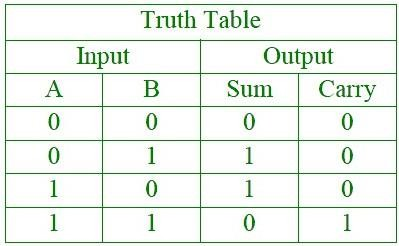 Truth Table
Input Output
A B Sum Carry
0 0 0 0
0 1 1 0
1 0 1 0
1 1 0 1